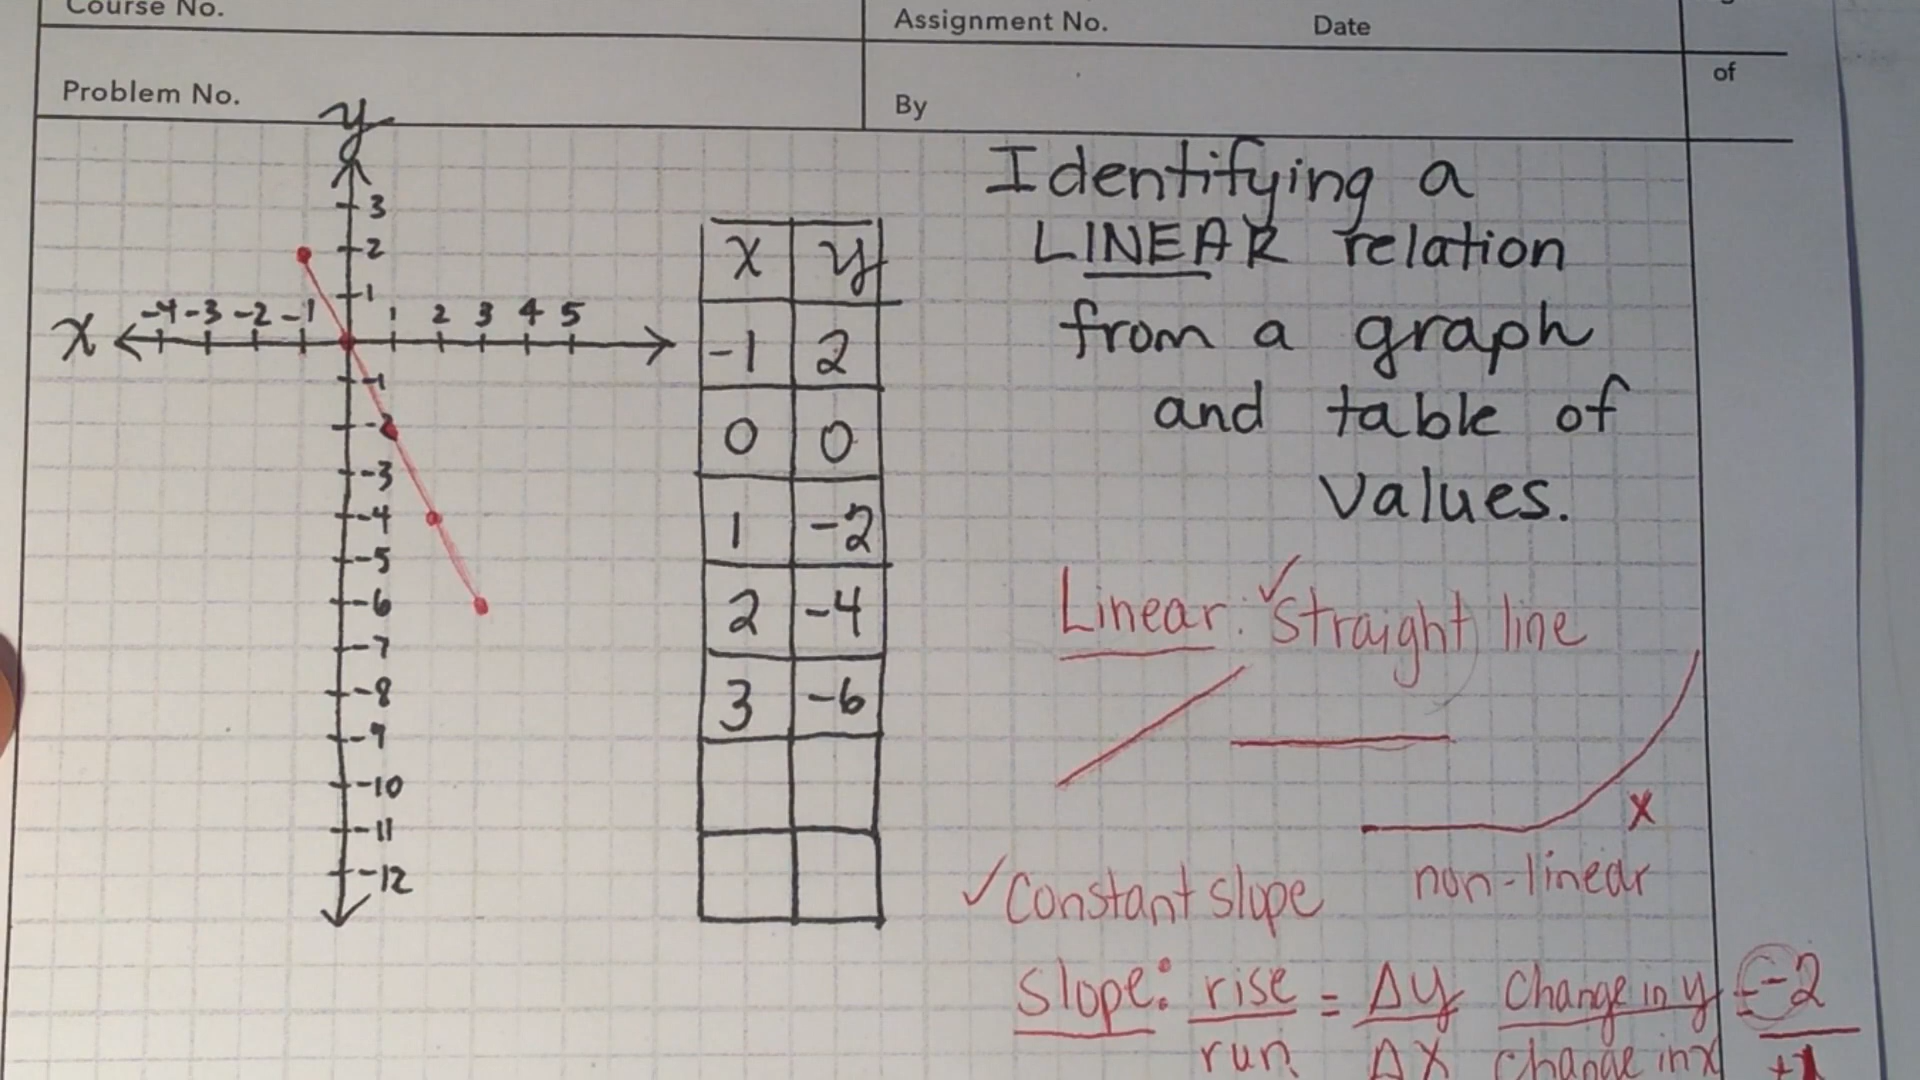 Course No.
Assignment No.
Date
Problem No.
By
of
y
3
2
1
-4 -3 -2 -1 1 2 3 4 5
x
-1
-2
-3
-4
-5
-6
-7
-8
-9
-10
-11
-12
x y
-1 2
0 0
1 -2
2 -4
3 -6
Identifying a
LINEAR relation
from a graph
and table of
values.
Linear: ✓straight line
x
non-linear
✓Constant slope
Slope: rise = Δy change in y = -2
run Δx change in x +1